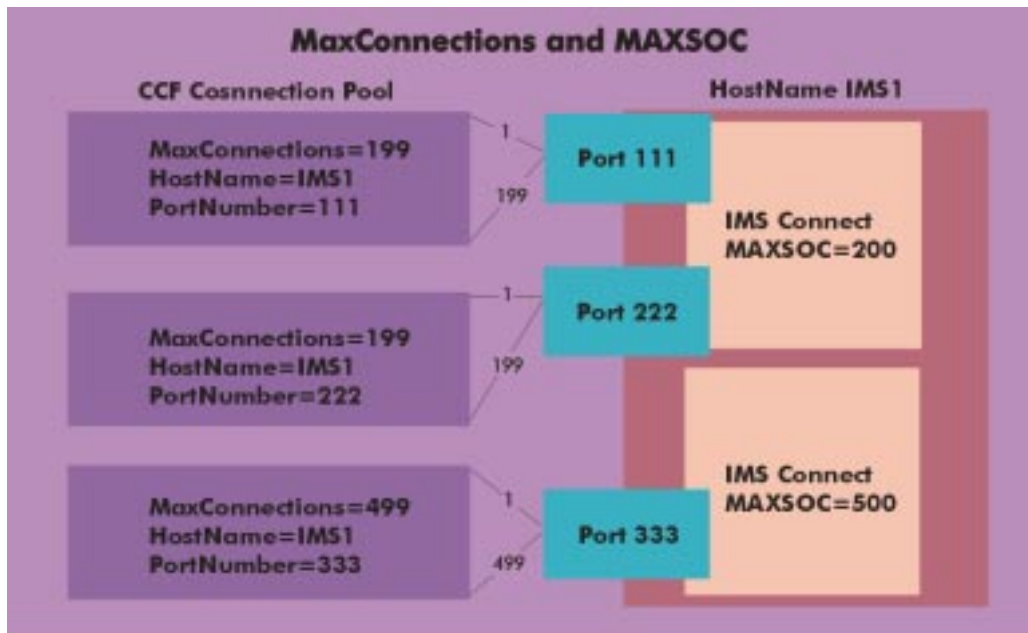 MaxConnections and MAXSOC
CCF Cosnnection Pool
HostName IMS1
MaxConnections=199
HostName=IMS1
PortNumber=111
1
199
Port 111
IMS Connect
MAXSOC=200
MaxConnections=199
HostName=IMS1
PortNumber=222
1
199
Port 222
MaxConnections=499
HostName=IMS1
PortNumber=333
1
499
Port 333
IMS Connect
MAXSOC=500